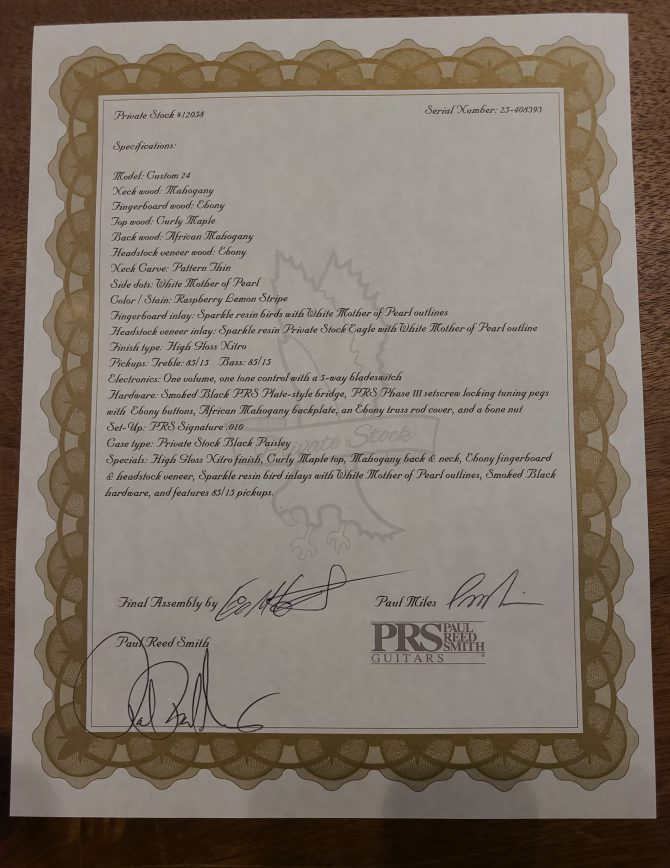 Private Stock #12058
Serial Number: 25-408393
Specifications:
Model: Custom 24
Neck wood: Mahogany
Fingerboard wood: Ebony
Top wood: Curly Maple
Back wood: African Mahogany
Headstock veneer wood: Ebony
Neck Carve: Pattern Thin
Side dots: White Mother of Pearl
Color / Stain: Raspberry Lemon Stripe
Fingerboard inlay: Sparkle resin birds with White Mother of Pearl outlines
Headstock veneer inlay: Sparkle resin Private Stock Eagle with White Mother of Pearl outline
Finish type: High Gloss Nitro
Pickups: Treble: 85/15 Bass: 85/15
Electronics: One volume, one tone control with a 5-way bladeswitch
Hardware: Smoked Black PRS Plate-style bridge, PRS Phase III setscrew locking tuning pegs
with Ebony buttons, African Mahogany backplate, an Ebony truss rod cover, and a bone nut
Set-Up: PRS Signature .010
Case type: Private Stock Black Paisley
Private Stock
Specials: High Gloss Nitro finish, Curly Maple top, Mahogany back & neck, Ebony fingerboard
& headstock veneer, Sparkle resin bird inlays with White Mother of Pearl outlines, Smoked Black
hardware, and features 85/15 pickups.
Final Assembly by
Paul Miles
Paul Reed Smith
PRS PAUL REED SMITH
GUITARS